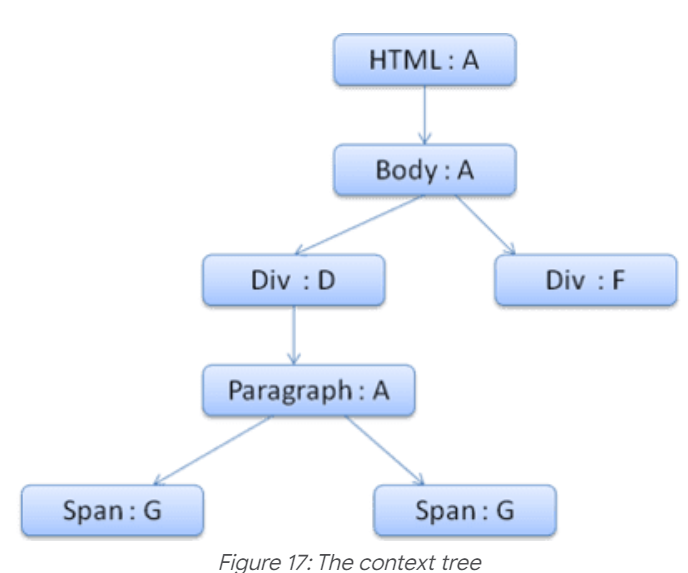 HTML : A
Body : A
Div : D
Div : F
Paragraph : A
Span : G
Span : G
Figure 17: The context tree